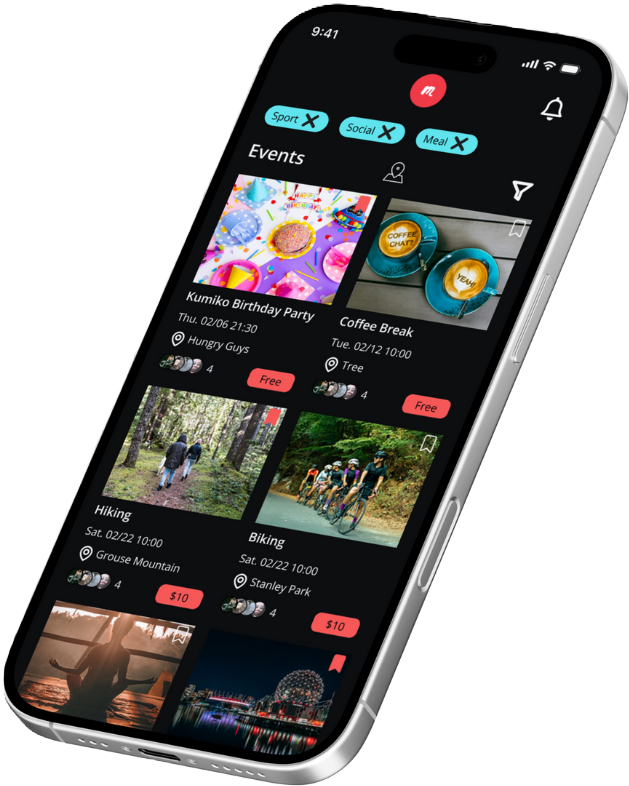 9:41
m
Sport
Social
Meal
Events
HAPPY
BIRTHDAY
COFFEE
CHAT?
YEAH!
Kumiko Birthday Party
Thu. 02/06 21:30
Hungry Guys
4
Free
Coffee Break
Tue. 02/12 10:00
Tree
4
Free
Hiking
Sat. 02/22 10:00
Grouse Mountain
4
$10
Biking
Sat. 02/22 10:00
Stanley Park
4
$10